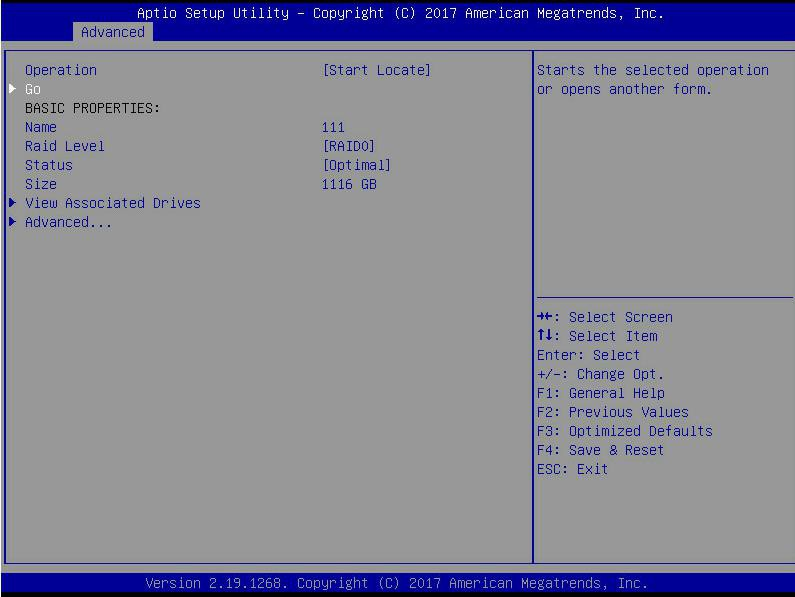 Aptio Setup Utility – Copyright (C) 2017 American Megatrends, Inc.
Advanced
Operation [Start Locate]
Go
BASIC PROPERTIES:
Name 111
Raid Level [RAID0]
Status [Optimal]
Size 1116 GB
View Associated Drives
Advanced...
Starts the selected operation
or opens another form.
→←: Select Screen
↑↓: Select Item
Enter: Select
+/-: Change Opt.
F1: General Help
F2: Previous Values
F3: Optimized Defaults
F4: Save & Reset
ESC: Exit
Version 2.19.1268. Copyright (C) 2017 American Megatrends, Inc.